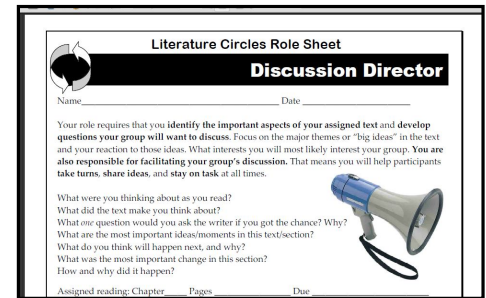 Literature Circles Role Sheet
Discussion Director
Name____________________ Date ____________________
Your role requires that you identify the important aspects of your assigned text and develop
questions your group will want to discuss. Focus on the major themes or “big ideas” in the text
and your reaction to those ideas. What interests you will most likely interest your group. You are
also responsible for facilitating your group’s discussion. That means you will help participants
take turns, share ideas, and stay on task at all times.
What were you thinking about as you read?
What did the text make you think about?
What one question would you ask the writer if you got the chance? Why?
What are the most important ideas/moments in this text/section?
What do you think will happen next, and why?
What was the most important change in this section?
How and why did it happen?
Assigned reading: Chapter_____ Pages ____________________ Due ____________________